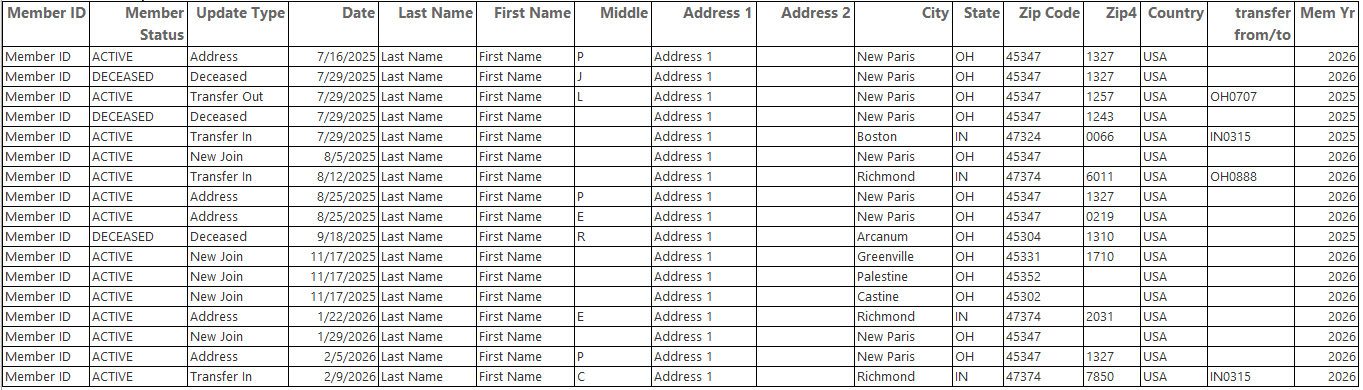 Member ID Member Status Update Type Date Last Name First Name Middle Address 1 Address 2 City State Zip Code Zip4 Country transfer from/to Mem Yr
Member ID ACTIVE Address 7/16/2025 Last Name First Name P Address 1 New Paris OH 45347 1327 USA 2026
Member ID DECEASED Deceased 7/29/2025 Last Name First Name J Address 1 New Paris OH 45347 1327 USA 2026
Member ID ACTIVE Transfer Out 7/29/2025 Last Name First Name L Address 1 New Paris OH 45347 1257 USA OH0707 2025
Member ID DECEASED Deceased 7/29/2025 Last Name First Name Address 1 New Paris OH 45347 1243 USA 2025
Member ID ACTIVE Transfer In 7/29/2025 Last Name First Name Address 1 Boston IN 47324 0066 USA IN0315 2025
Member ID ACTIVE New Join 8/5/2025 Last Name First Name Address 1 New Paris OH 45347 USA 2026
Member ID ACTIVE Transfer In 8/12/2025 Last Name First Name Address 1 Richmond IN 47374 6011 USA OH0888 2026
Member ID ACTIVE Address 8/25/2025 Last Name First Name P Address 1 New Paris OH 45347 1327 USA 2026
Member ID ACTIVE Address 8/25/2025 Last Name First Name E Address 1 New Paris OH 45347 0219 USA 2026
Member ID DECEASED Deceased 9/18/2025 Last Name First Name R Address 1 Arcanum OH 45304 1310 USA 2025
Member ID ACTIVE New Join 11/17/2025 Last Name First Name Address 1 Greenville OH 45331 1710 USA 2026
Member ID ACTIVE New Join 11/17/2025 Last Name First Name Address 1 Palestine OH 45352 USA 2026
Member ID ACTIVE New Join 11/17/2025 Last Name First Name Address 1 Castine OH 45302 USA 2026
Member ID ACTIVE Address 1/22/2026 Last Name First Name E Address 1 Richmond IN 47374 2031 USA 2026
Member ID ACTIVE New Join 1/29/2026 Last Name First Name Address 1 New Paris OH 45347 USA 2026
Member ID ACTIVE Address 2/5/2026 Last Name First Name P Address 1 New Paris OH 45347 1327 USA 2026
Member ID ACTIVE Transfer In 2/9/2026 Last Name First Name C Address 1 Richmond IN 47374 7850 USA IN0315 2026